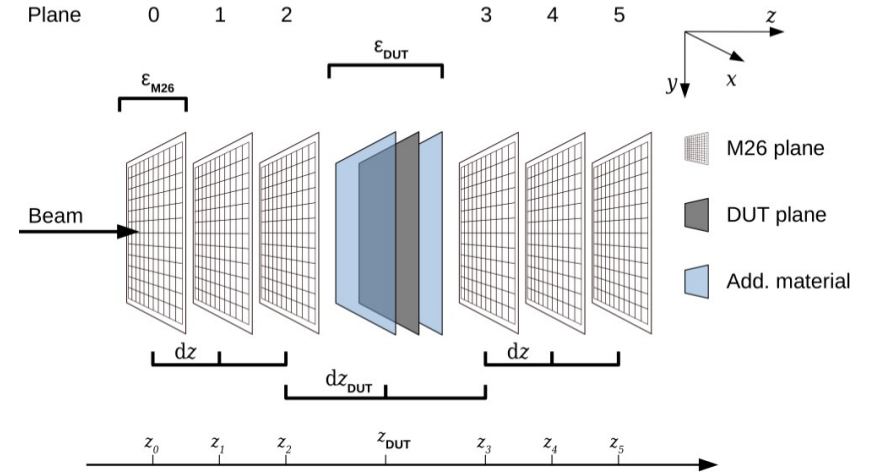 Plane 0 1 2 3 4 5
z
ε_DUT
ε_M26
y x
M26 plane
Beam
DUT plane
Add. material
dz dz
dz_DUT
z_0 z_1 z_2 z_DUT z_3 z_4 z_5